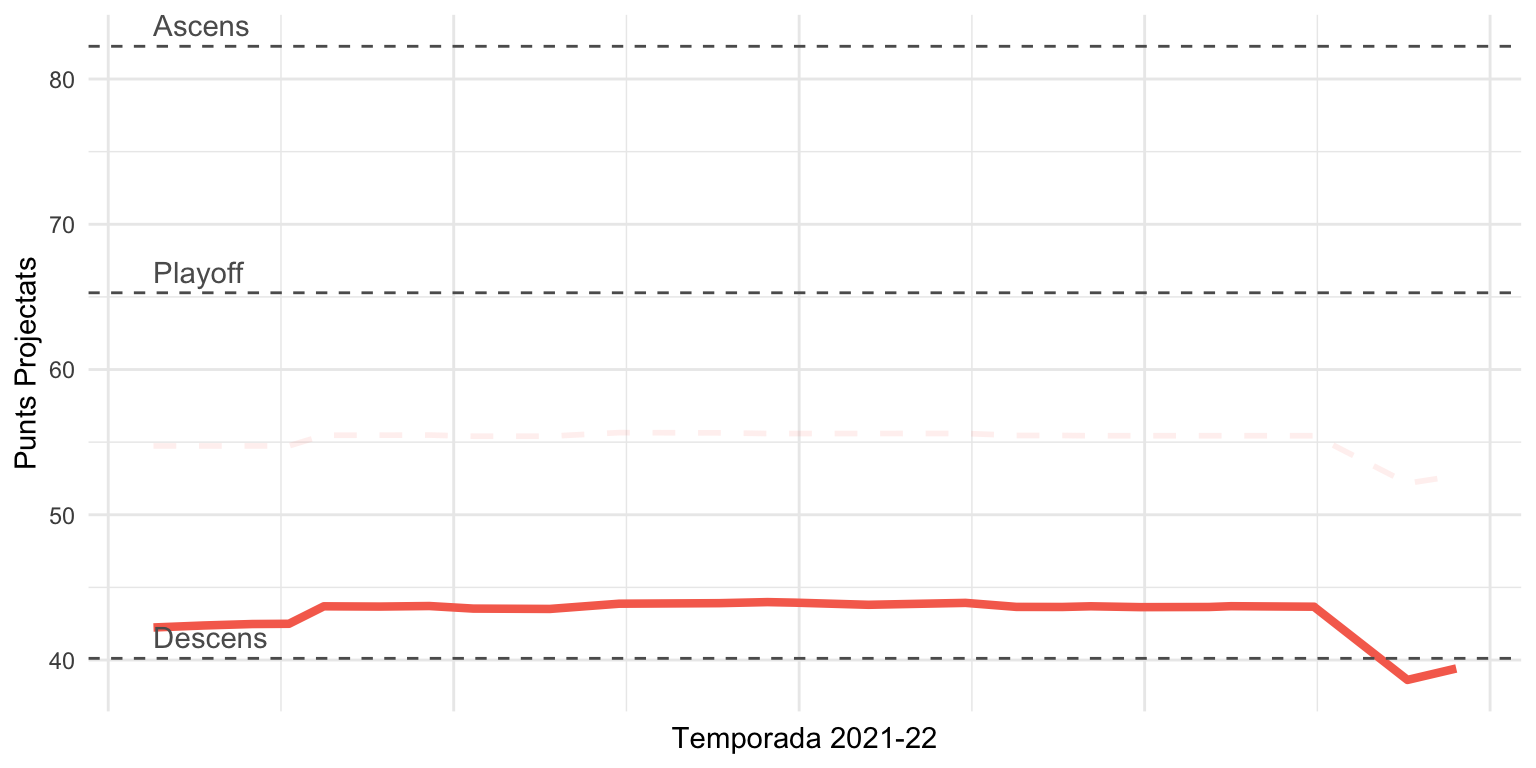 Ascens
80
70
Playoff
60
50
Descens
40
Punts Projectats
Temporada 2021-22